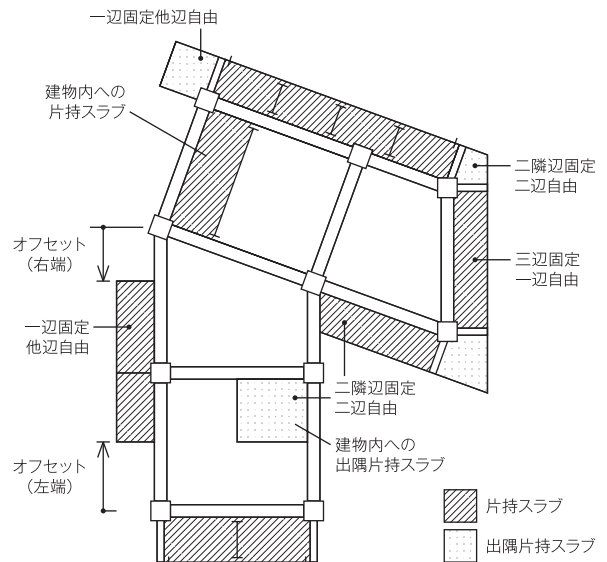 一辺固定他辺自由
建物内への
片持スラブ
二隣辺固定
二辺自由
オフセット
（右端）
三辺固定
一辺自由
一辺固定
他辺自由
二隣辺固定
二辺自由
建物内への
出隅片持スラブ
オフセット
（左端）
片持スラブ
出隅片持スラブ